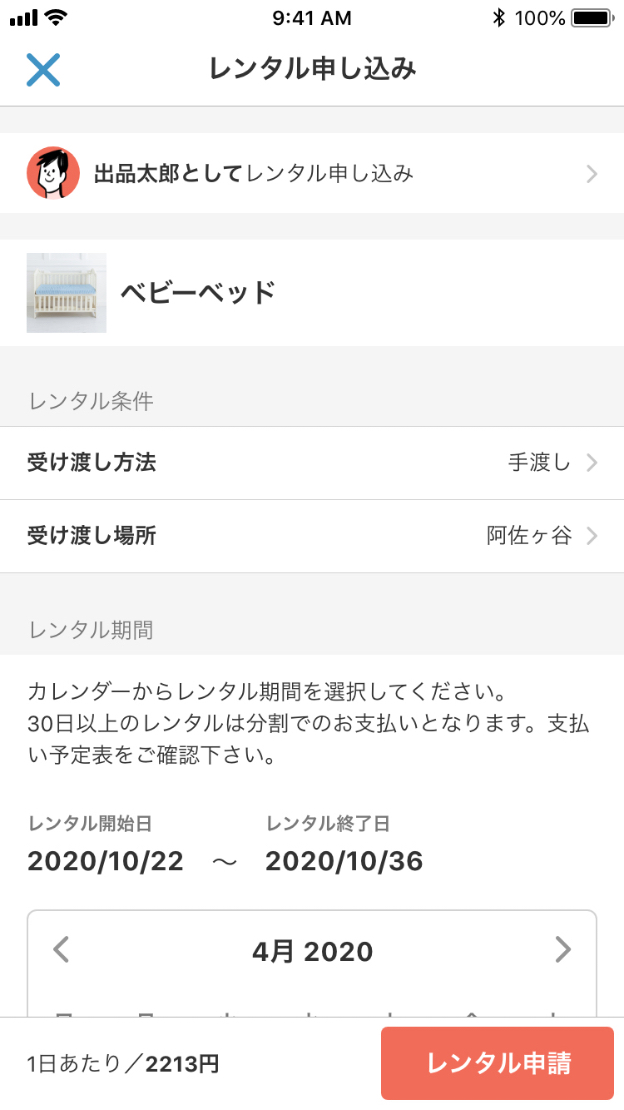 9:41 AM 100%
レンタル申し込み
出品太郎としてレンタル申し込み
ベビーベッド
レンタル条件
受け渡し方法 手渡し
受け渡し場所 阿佐ヶ谷
レンタル期間
カレンダーからレンタル期間を選択してください。
30日以上のレンタルは分割でのお支払いとなります。支払
い予定表をご確認下さい。
レンタル開始日 レンタル終了日
2020/10/22 〜 2020/10/36
4月 2020
1日あたり／2213円 レンタル申請